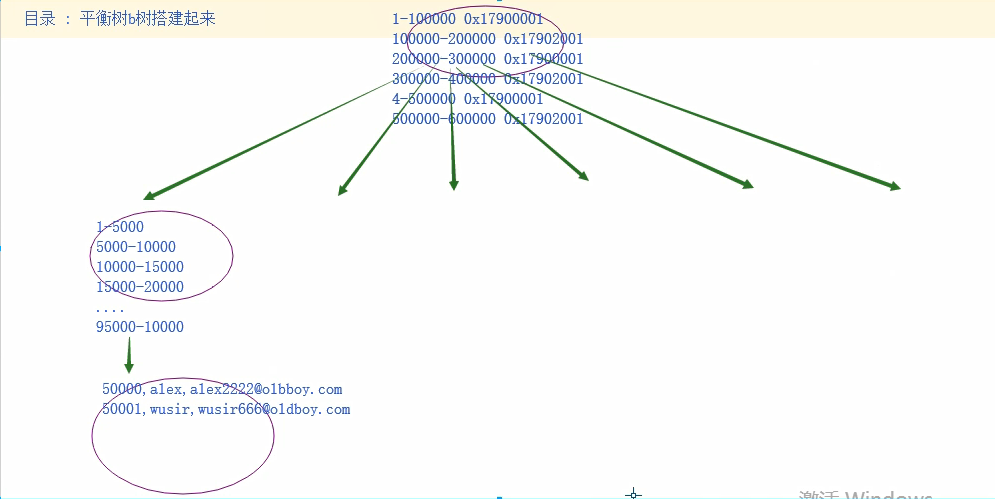 目录 : 平衡树b树搭建起来
1-100000 0x17900001
100000-200000 0x17902001
200000-300000 0x17900001
300000-400000 0x17902001
4-500000 0x17900001
500000-600000 0x17902001
1-5000
5000-10000
10000-15000
15000-20000
....
95000-10000
50000,alex,alex2222@olbboy.com
50001,wusir,wusir666@oldboy.com
激活 Windows